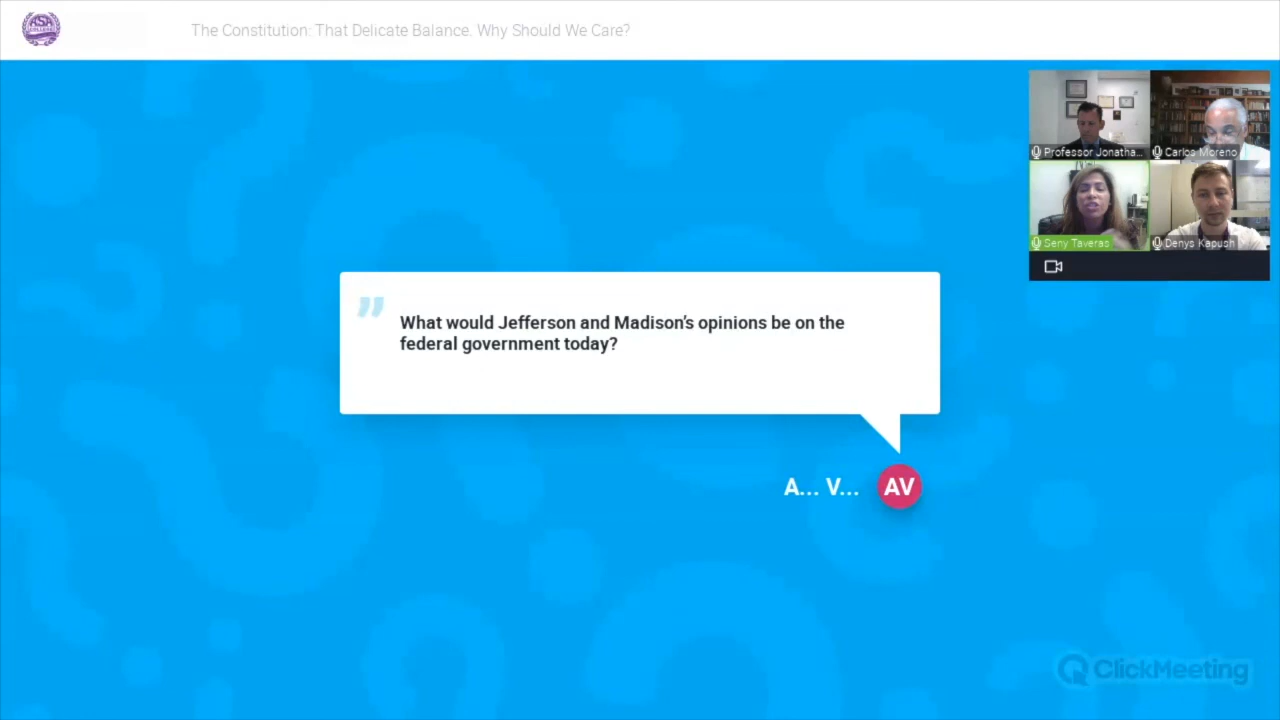 ASA
The Constitution: That Delicate Balance. Why Should We Care?
Professor Jonatha...
Carlos Moreno
Seny Taveras
Denys Kapush
What would Jefferson and Madison's opinions be on the
federal government today?
A... V...
AV
ClickMeeting